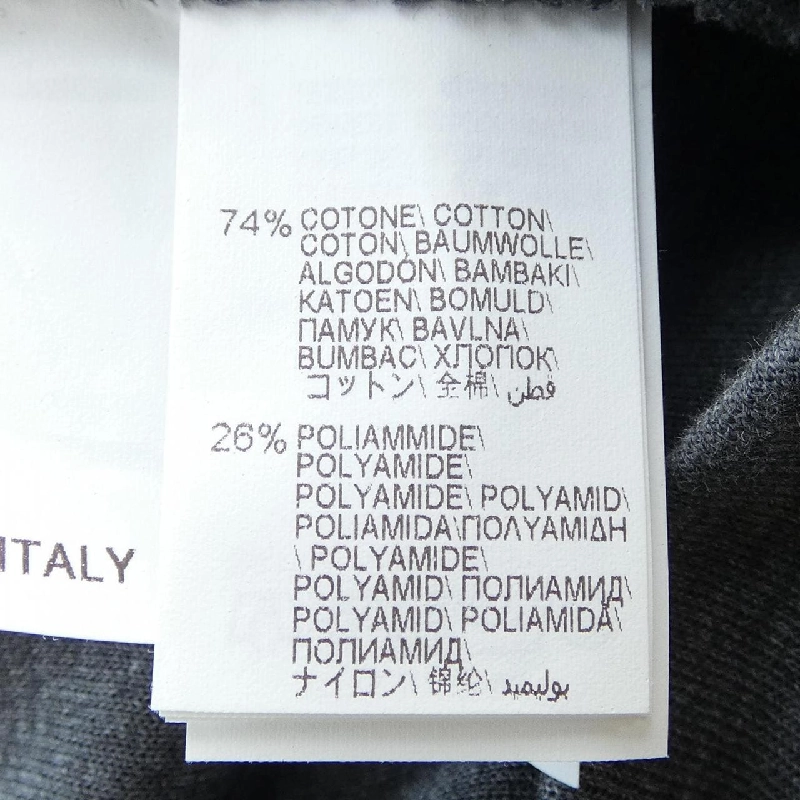 74% COTONE\ COTTON\
COTON\ BAUMWOLLE\
ALGODÓN\ BAMBAKI\
KATOEN\ BOMULD\
ПАМУК\ BAVLNA\
BUMBAC\ ХЛОПОК\
コットン\ 全棉\ قطن
26% POLIAMMIDE\
POLYAMIDE\
POLYAMIDE\ POLYAMID\
POLIAMIDA\ΠΟΛΥΑΜΙΔΗ
\ POLYAMIDE\
POLYAMID\ ПОЛИАМИД\
POLYAMID\ POLIAMIDĂ\
ПОЛИАМИД\
ナイロン\ 锦纶\ بوليميد
ITALY